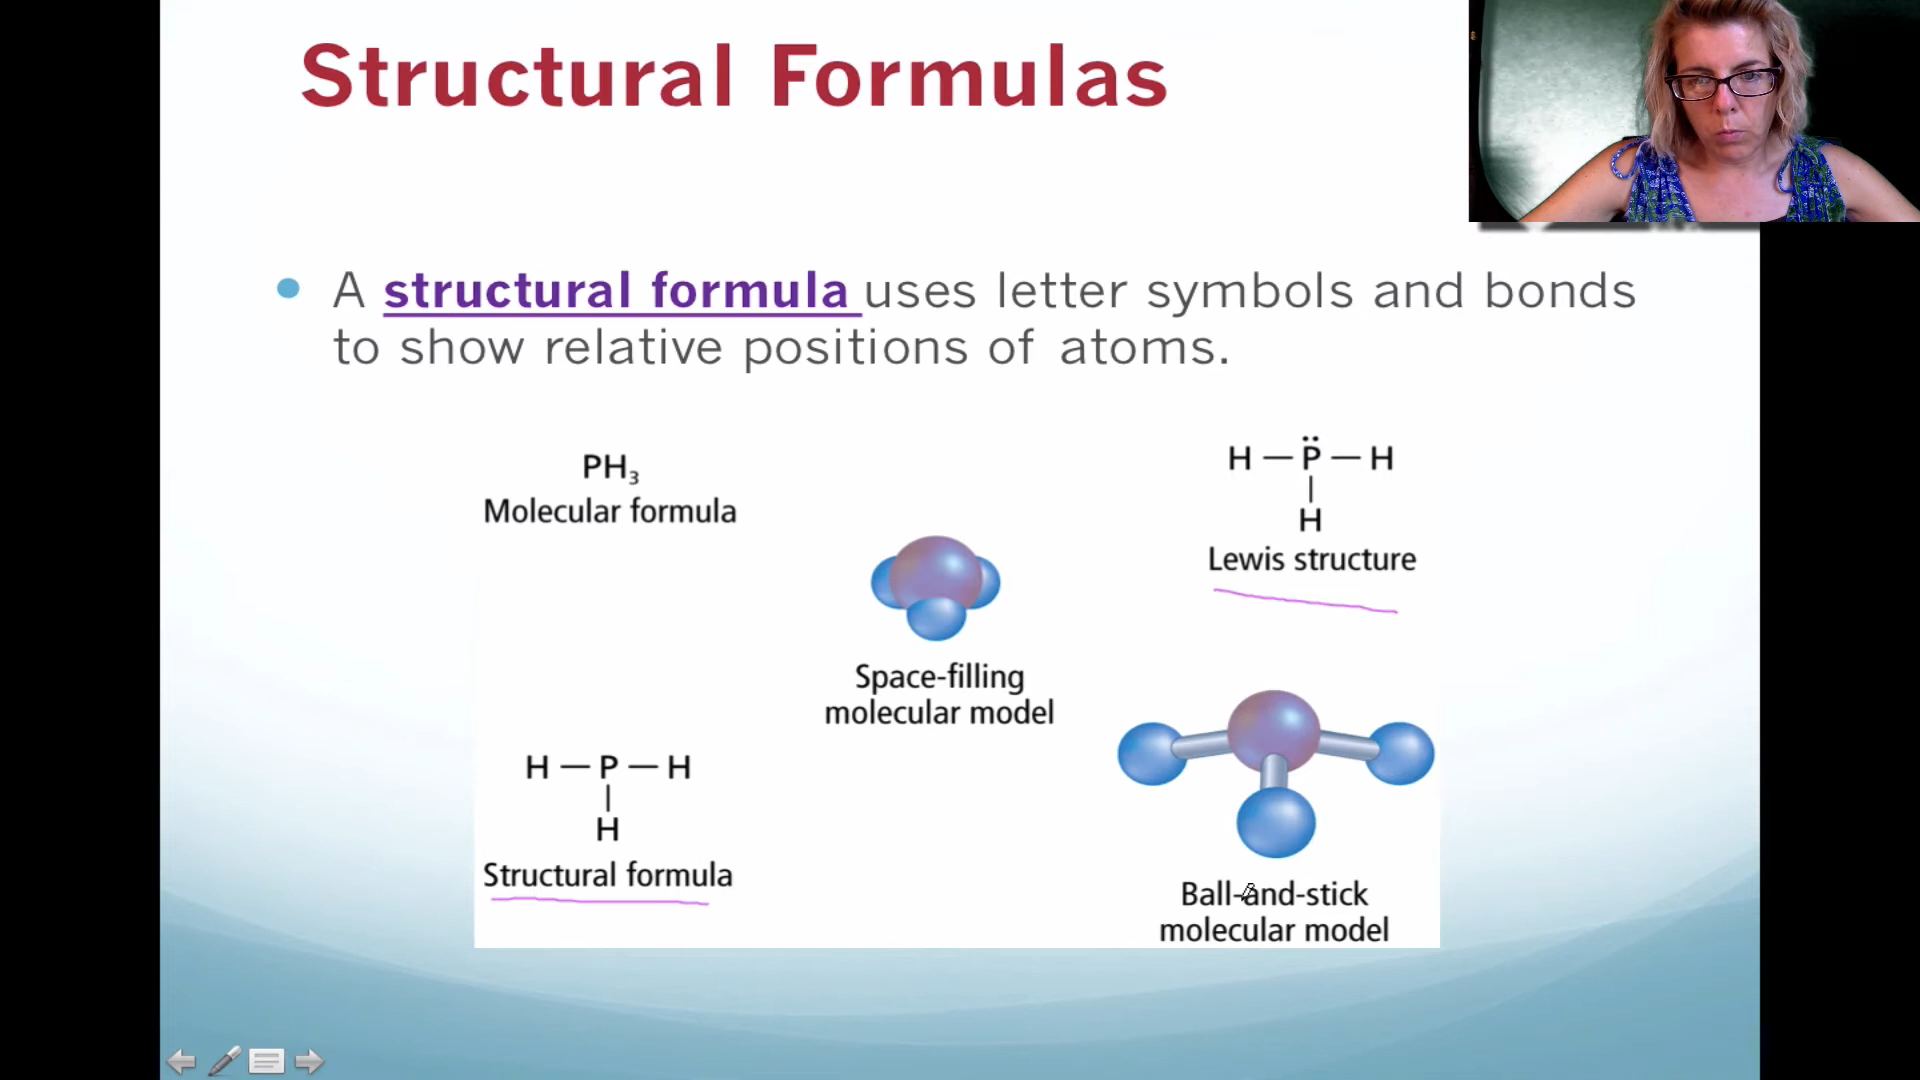 Structural Formulas
• A structural formula uses letter symbols and bonds
to show relative positions of atoms.
PH₃
Molecular formula
H — P̈ — H
|
H
Lewis structure
Space-filling
molecular model
H — P — H
|
H
Structural formula
Ball-and-stick
molecular model